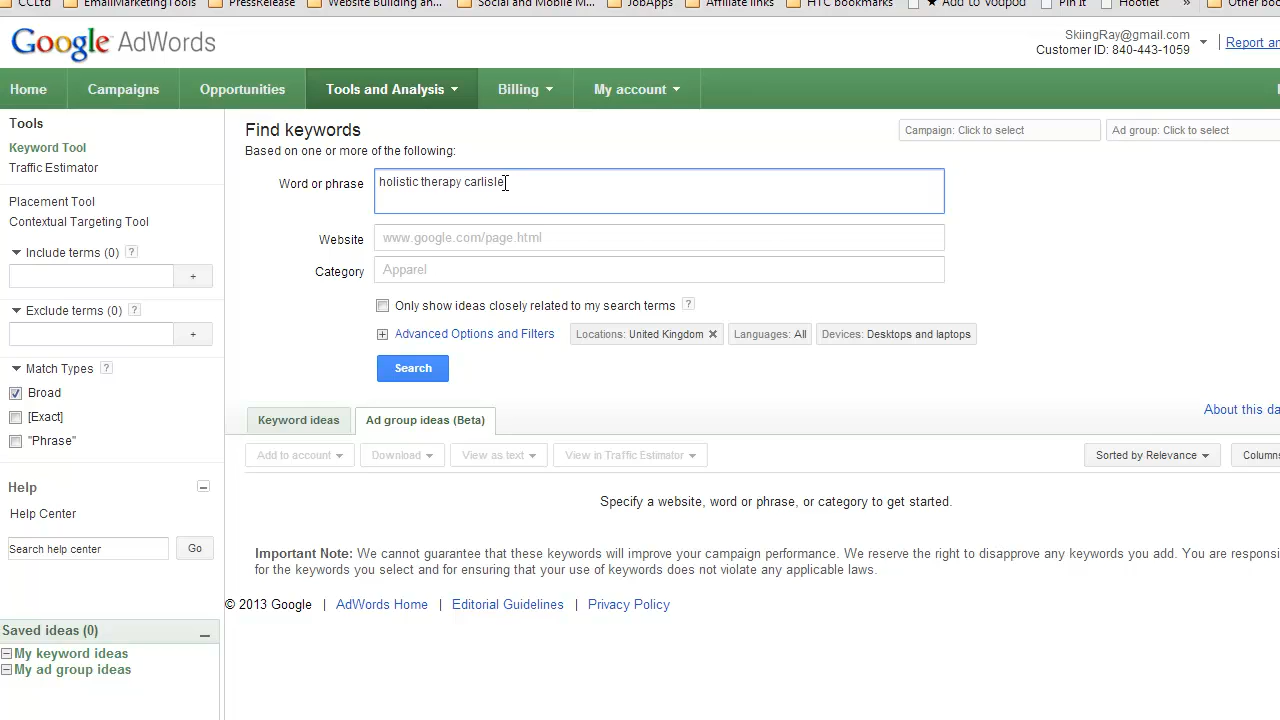 CCLtd EmailMarketingTools PressRelease Website Building an... Social and Mobile M... JobApps Affiliate links HTC bookmarks Add to Voupod Pin It Hootlet » Other boo
Google AdWords
SkiingRay@gmail.com
Customer ID: 840-443-1059
Report an
Home Campaigns Opportunities Tools and Analysis Billing My account
Tools
Keyword Tool
Traffic Estimator
Placement Tool
Contextual Targeting Tool
Include terms (0) ?
+
Exclude terms (0) ?
+
Match Types ?
Broad
[Exact]
"Phrase"
Help
Help Center
Search help center Go
Saved ideas (0)
My keyword ideas
My ad group ideas
Find keywords
Campaign: Click to select Ad group: Click to select
Based on one or more of the following:
Word or phrase holistic therapy carlisle
Website www.google.com/page.html
Category Apparel
Only show ideas closely related to my search terms ?
Advanced Options and Filters Locations: United Kingdom Languages: All Devices: Desktops and laptops
Search
About this da
Keyword ideas Ad group ideas (Beta)
Add to account Download View as text View in Traffic Estimator Sorted by Relevance Column
Specify a website, word or phrase, or category to get started.
Important Note: We cannot guarantee that these keywords will improve your campaign performance. We reserve the right to disapprove any keywords you add. You are responsi
for the keywords you select and for ensuring that your use of keywords does not violate any applicable laws.
© 2013 Google | AdWords Home | Editorial Guidelines | Privacy Policy